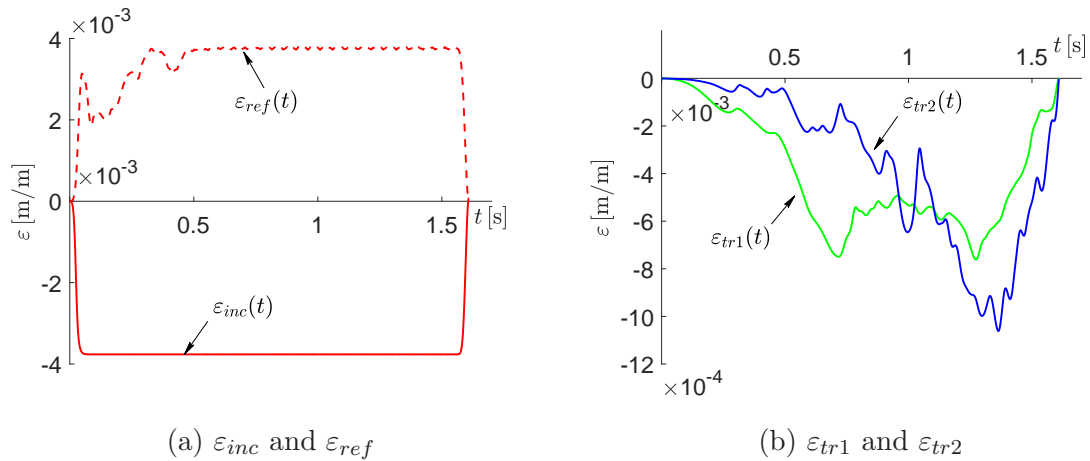 ×10⁻³
4
ε_ref(t)
2
×10⁻³
ε [m/m]
0
0.5
1
1.5
t [s]
-2
ε_inc(t)
-4
(a) ε_inc and ε_ref
t [s]
0.5
1
1.5
0
×10⁻³
ε_tr2(t)
-2
-4
ε [m/m]
-6
ε_tr1(t)
-8
-10
-12
×10⁻⁴
(b) ε_tr1 and ε_tr2